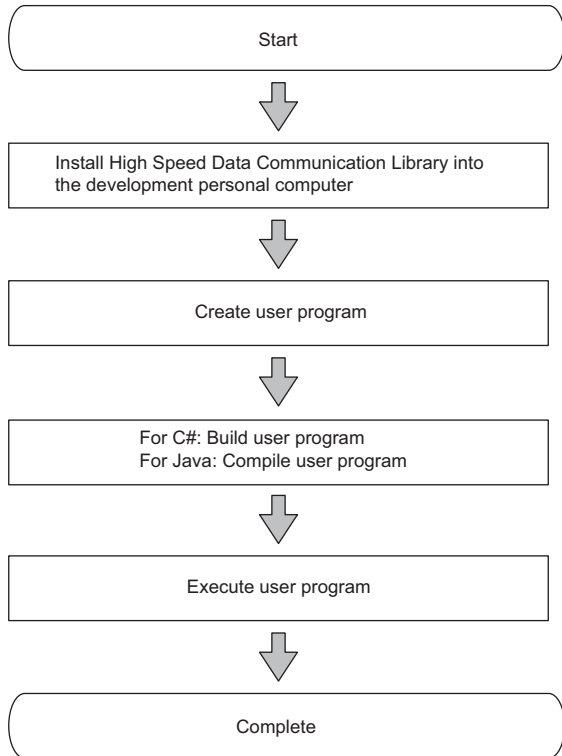 Start
Install High Speed Data Communication Library into
the development personal computer
Create user program
For C#: Build user program
For Java: Compile user program
Execute user program
Complete